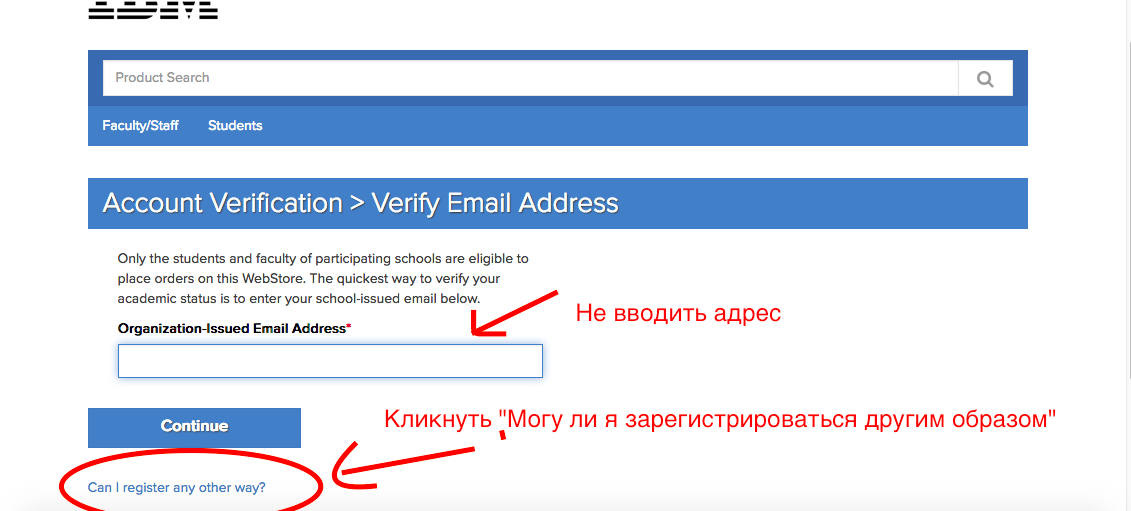 IBM
Product Search
Faculty/Staff Students
Account Verification > Verify Email Address
Only the students and faculty of participating schools are eligible to
place orders on this WebStore. The quickest way to verify your
academic status is to enter your school-issued email below.
Не вводить адрес
Organization-Issued Email Address*
Кликнуть "Могу ли я зарегистрироваться другим образом"
Continue
Can I register any other way?